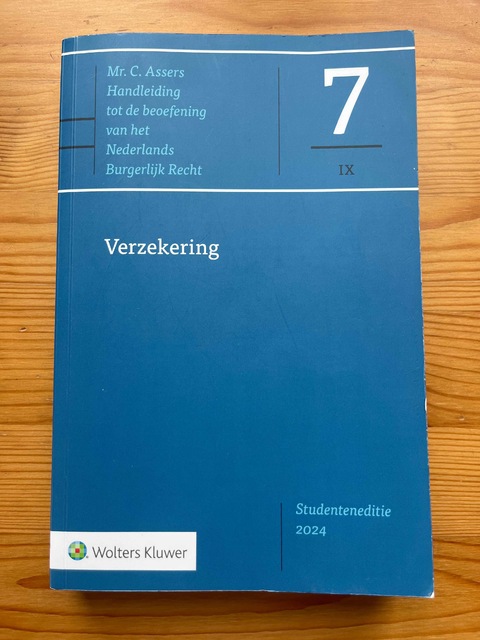 Mr. C. Assers
Handleiding
tot de beoefening
van het
Nederlands
Burgerlijk Recht
7
IX
Verzekering
Studenteneditie
2024
Wolters Kluwer